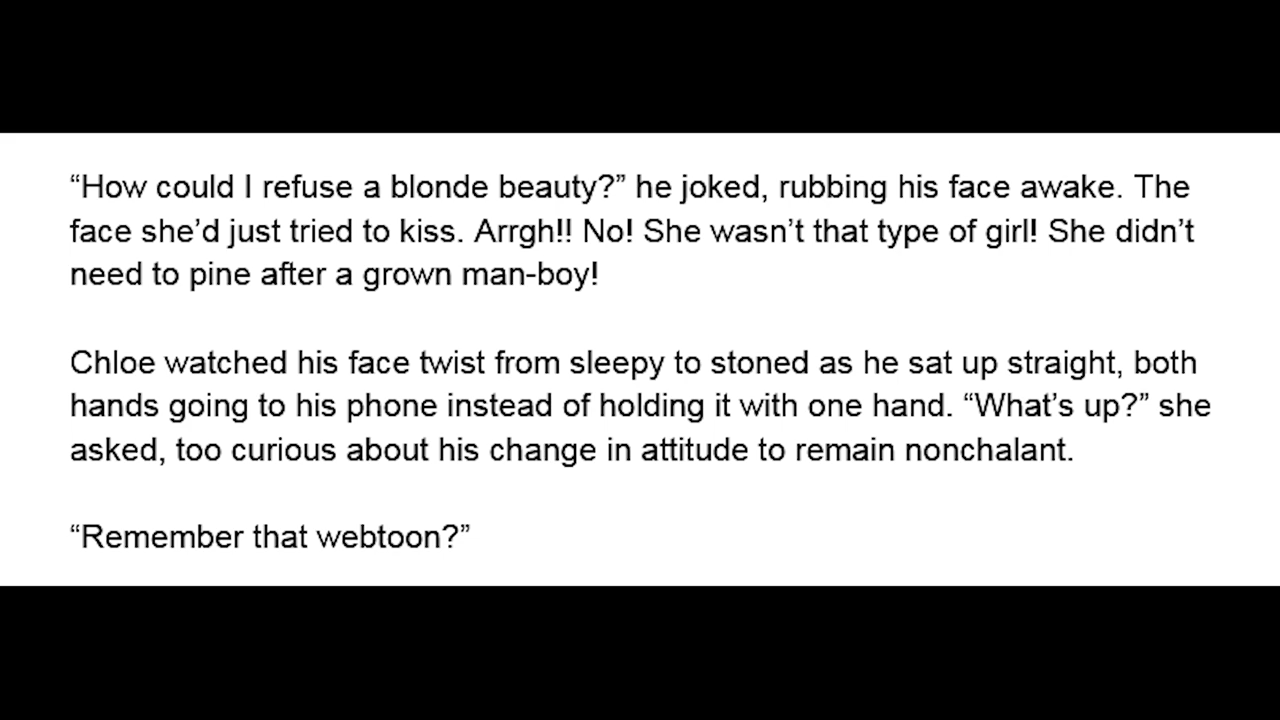 “How could I refuse a blonde beauty?” he joked, rubbing his face awake. The
face she’d just tried to kiss. Arrgh!! No! She wasn’t that type of girl! She didn’t
need to pine after a grown man-boy!
Chloe watched his face twist from sleepy to stoned as he sat up straight, both
hands going to his phone instead of holding it with one hand. “What’s up?” she
asked, too curious about his change in attitude to remain nonchalant.
“Remember that webtoon?”